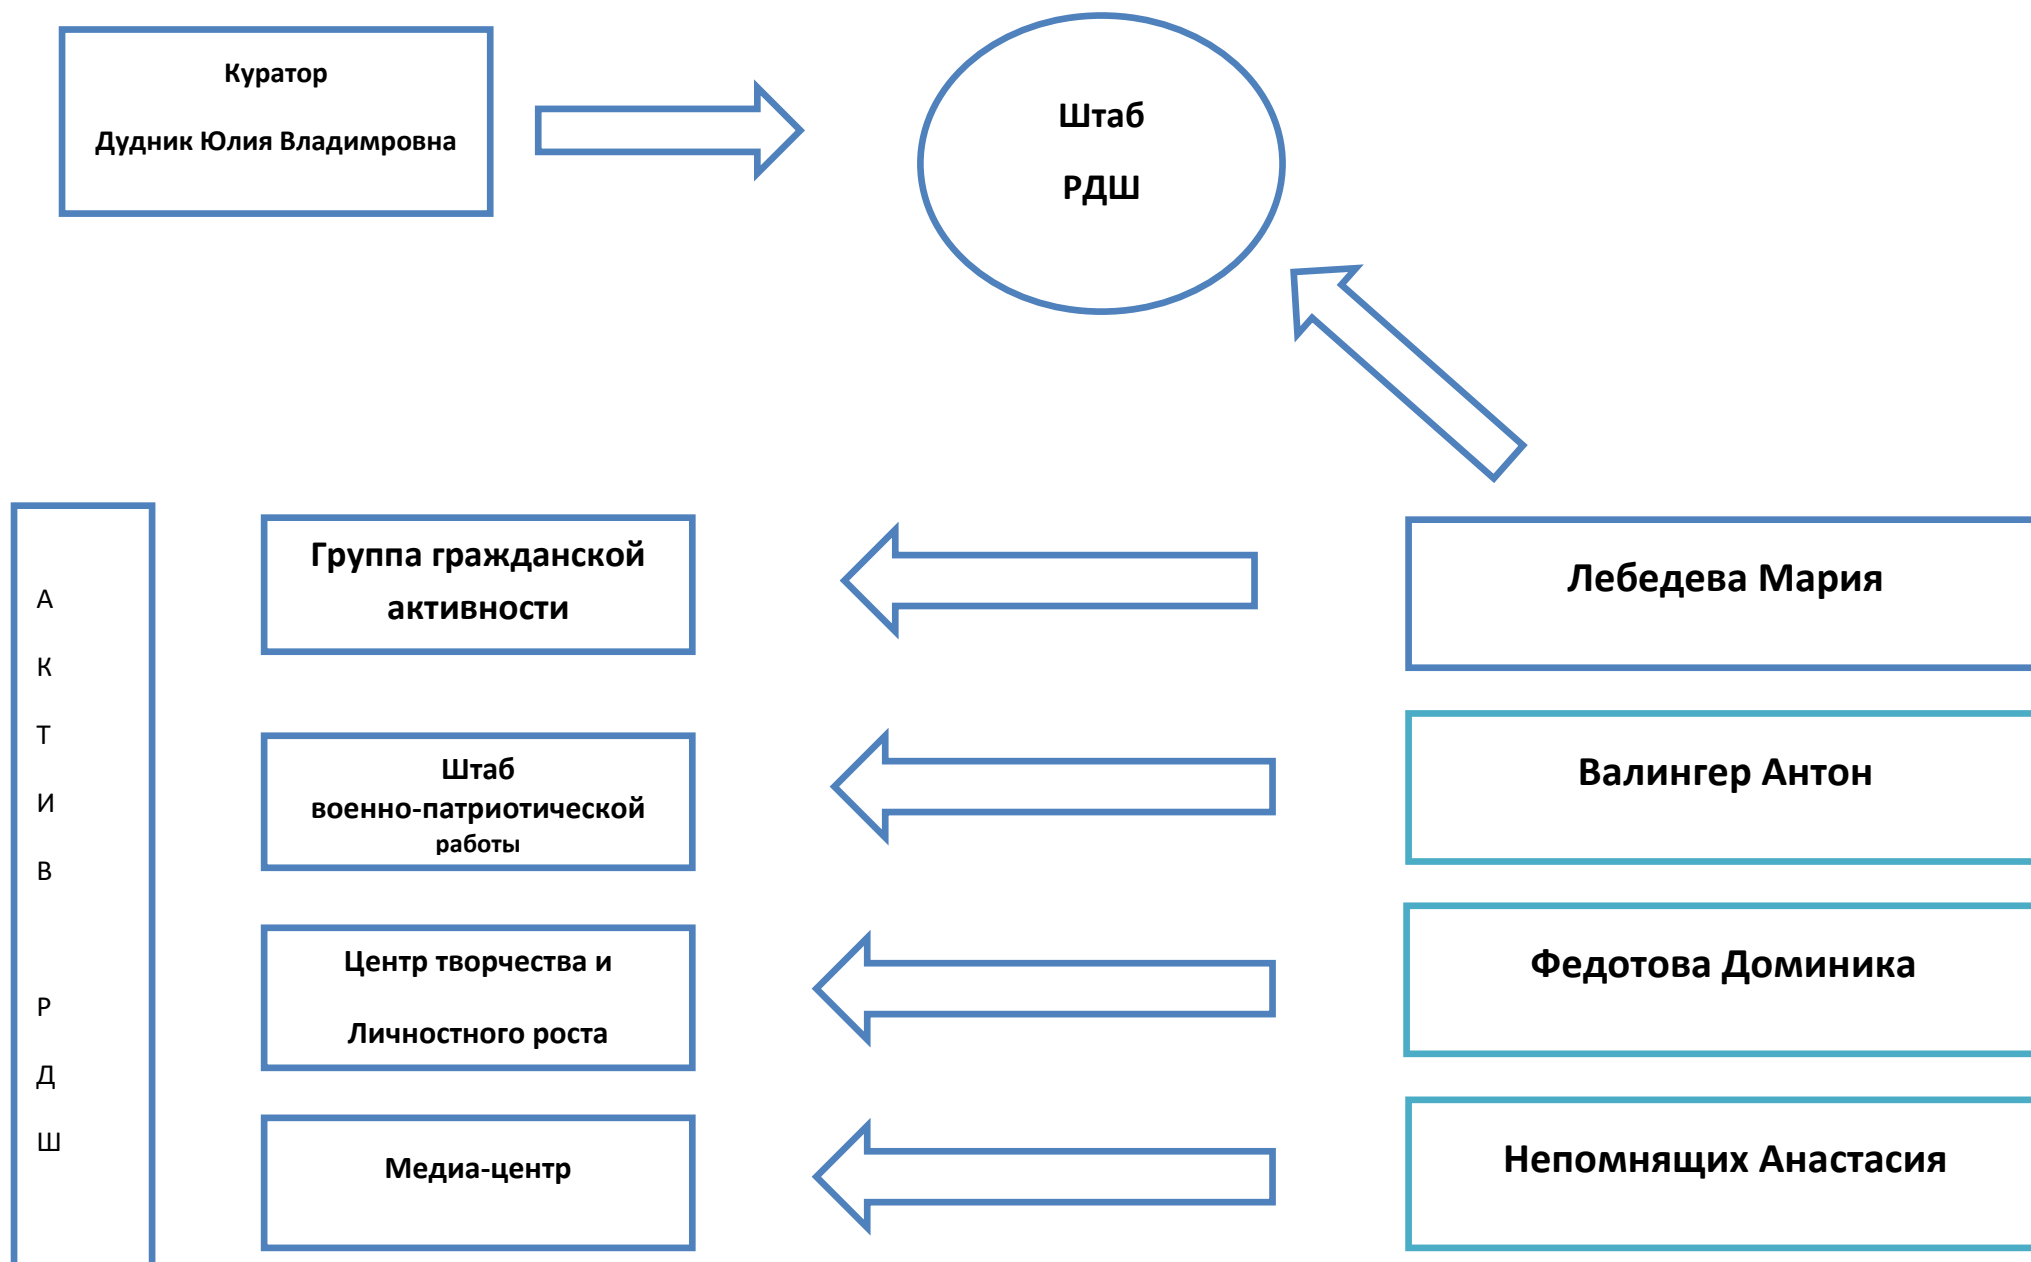 Куратор
Дудник Юлия Владимровна
Штаб
РДШ
А
К
Т
И
В
Р
Д
Ш
Группа гражданской
активности
Лебедева Мария
Штаб
военно-патриотической
работы
Валингер Антон
Центр творчества и
Личностного роста
Федотова Доминика
Медиа-центр
Непомнящих Анастасия